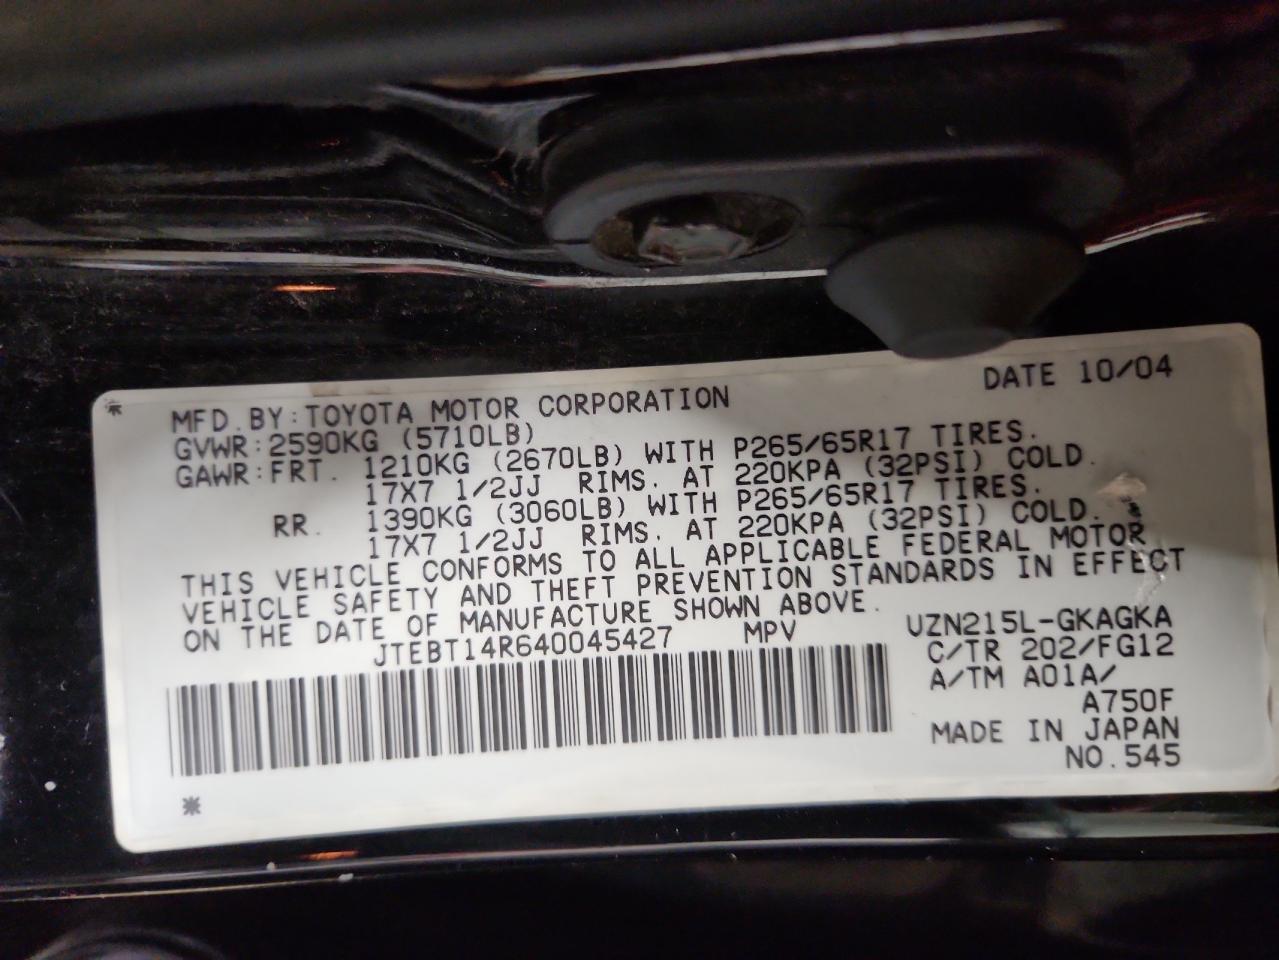 DATE 10/04
MFD.BY:TOYOTA MOTOR CORPORATION
GVWR:2590KG (5710LB)
GAWR:FRT. 1210KG (2670LB) WITH P265/65R17 TIRES.
17X7 1/2JJ RIMS. AT 220KPA (32PSI) COLD.
RR. 1390KG (3060LB) WITH P265/65R17 TIRES.
17X7 1/2JJ RIMS. AT 220KPA (32PSI) COLD.
THIS VEHICLE CONFORMS TO ALL APPLICABLE FEDERAL MOTOR
VEHICLE SAFETY AND THEFT PREVENTION STANDARDS IN EFFECT
ON THE DATE OF MANUFACTURE SHOWN ABOVE.
JTEBT14R640045427 MPV
UZN215L-GKAGKA
C/TR 202/FG12
A/TM A01A/
A750F
MADE IN JAPAN
NO.545